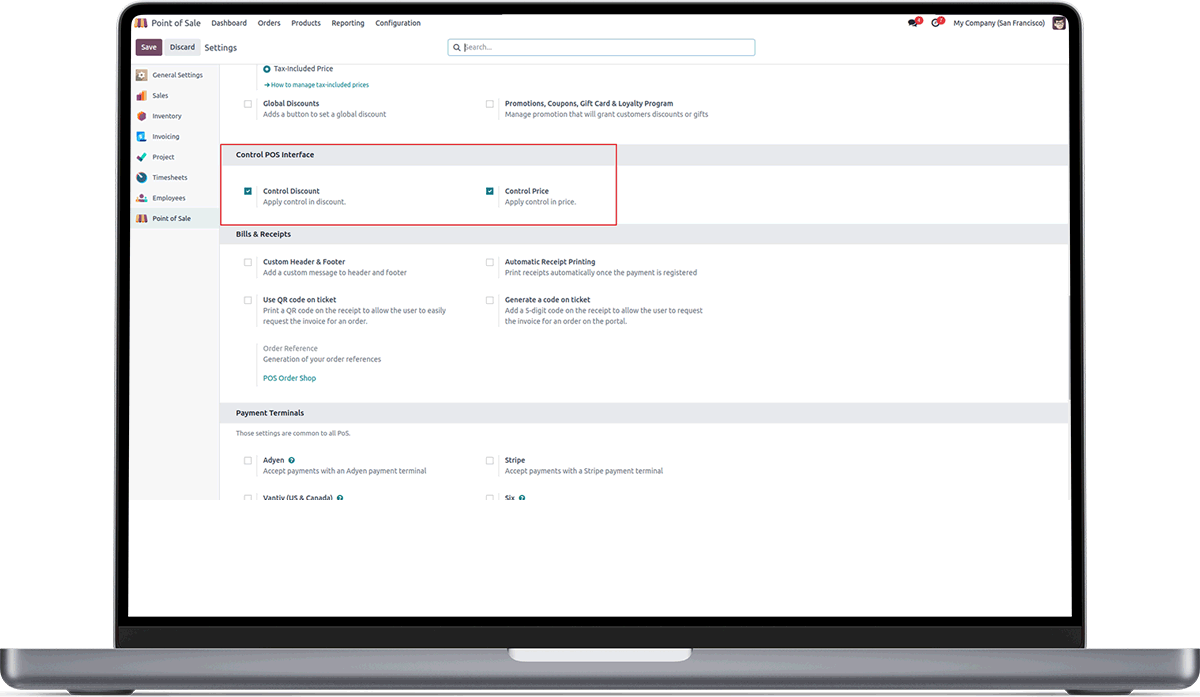 Point of Sale Dashboard Orders Products Reporting Configuration 4 7 My Company (San Francisco)
Save Discard Settings Search...
General Settings
Sales
Inventory
Invoicing
Project
Timesheets
Employees
Point of Sale
Tax-Included Price
How to manage tax-included prices
Global Discounts
Adds a button to set a global discount
Promotions, Coupons, Gift Card & Loyalty Program
Manage promotion that will grant customers discounts or gifts
Control POS Interface
Control Discount
Apply control in discount.
Control Price
Apply control in price.
Bills & Receipts
Custom Header & Footer
Add a custom message to header and footer
Automatic Receipt Printing
Print receipts automatically once the payment is registered
Use QR code on ticket
Print a QR code on the receipt to allow the user to easily
request the invoice for an order.
Generate a code on ticket
Add a 5-digit code on the receipt to allow the user to request
the invoice for an order on the portal.
Order Reference
Generation of your order references
POS Order Shop
Payment Terminals
Those settings are common to all PoS.
Adyen ?
Accept payments with an Adyen payment terminal
Stripe
Accept payments with a Stripe payment terminal
Vantiv (US & Canada) ?
Six ?